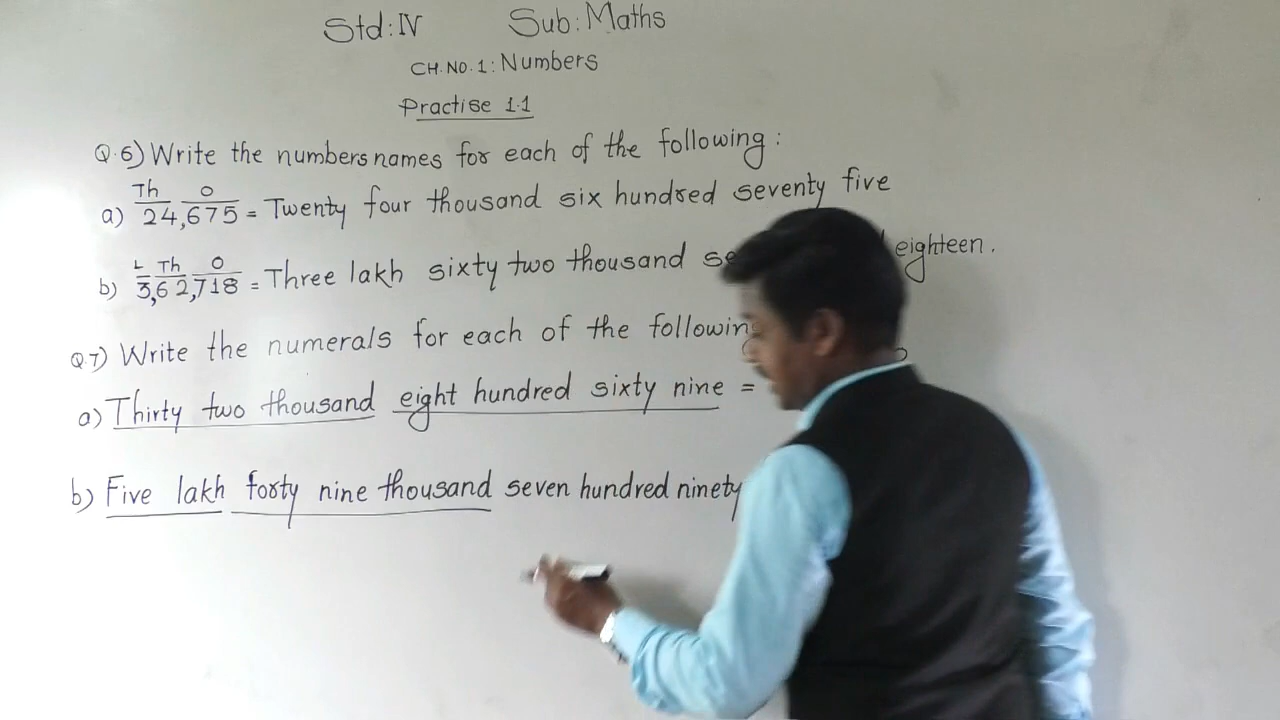 Std: IV Sub: Maths
CH. NO. 1: Numbers
Practise 1.1
Q.6) Write the numbers names for each of the following:
Th O
a) 24,675 = Twenty four thousand six hundred seventy five
L Th O
b) 3,62,718 = Three lakh sixty two thousand eighteen.
Q.7) Write the numerals for each of the following
a) Thirty two thousand eight hundred sixty nine =
b) Five lakh forty nine thousand seven hundred ninety